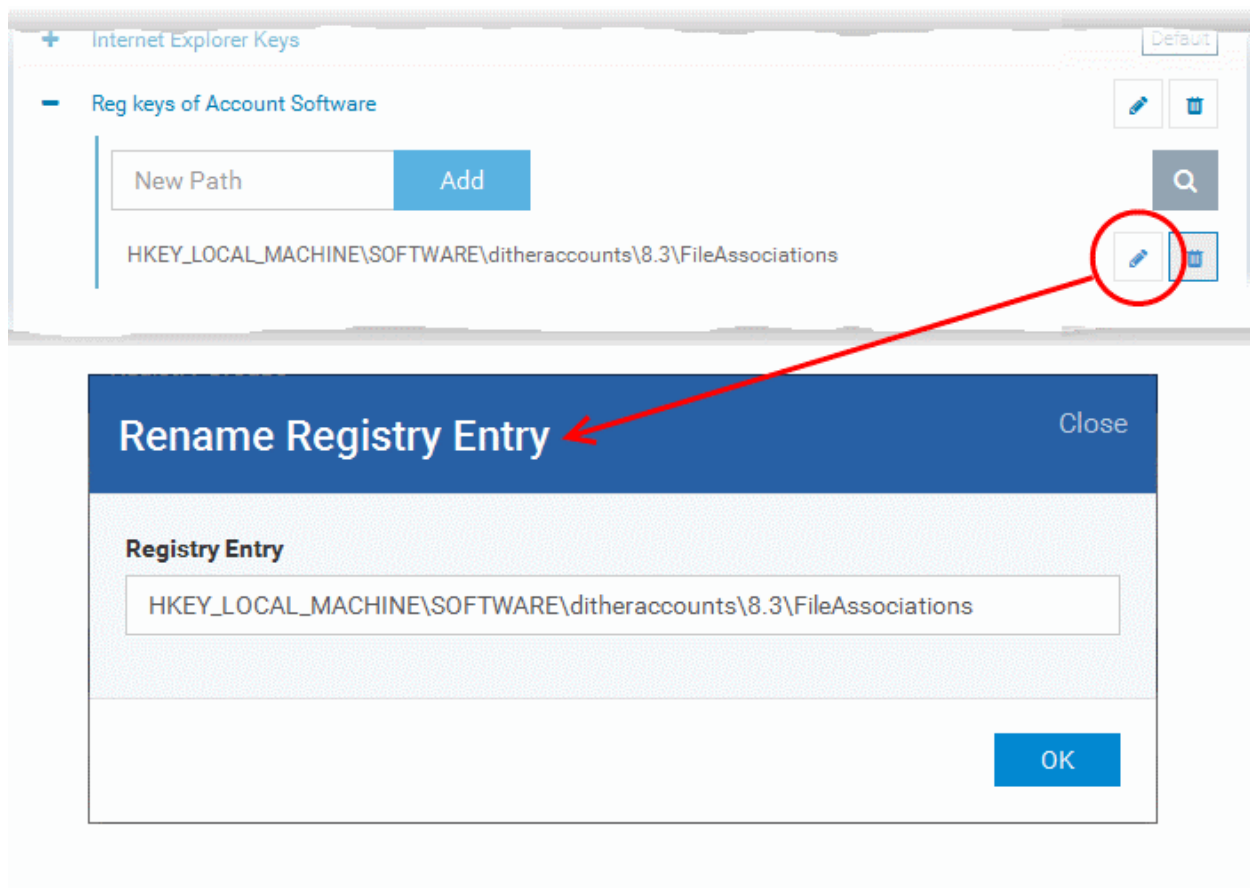 Internet Explorer Keys
Default
Reg keys of Account Software
New Path
Add
HKEY_LOCAL_MACHINE\SOFTWARE\ditheraccounts\8.3\FileAssociations
Rename Registry Entry
Close
Registry Entry
HKEY_LOCAL_MACHINE\SOFTWARE\ditheraccounts\8.3\FileAssociations
OK